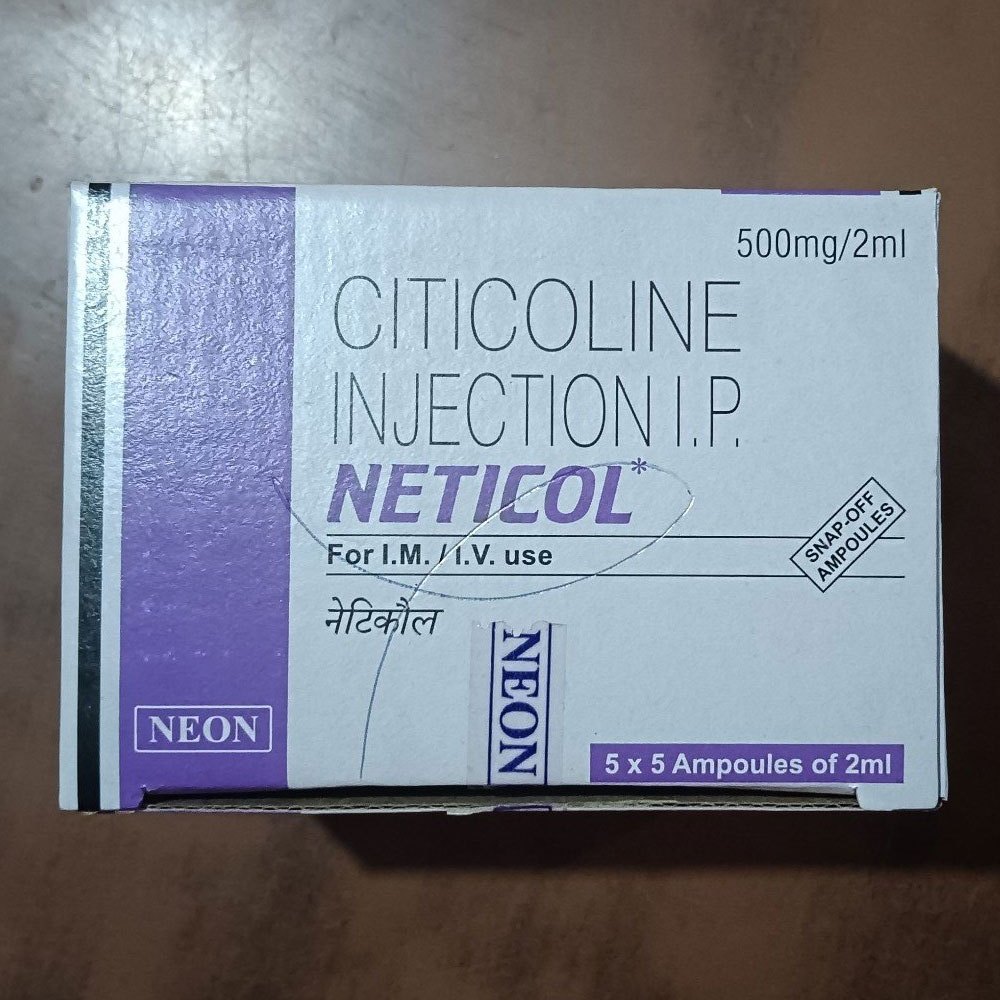 500mg/2ml
CITICOLINE
INJECTION I.P.
NETICOL*
For I.M. / I.V. use
SNAP-OFF
AMPOULES
नेटिकौल
NEON
NEON
5 x 5 Ampoules of 2ml